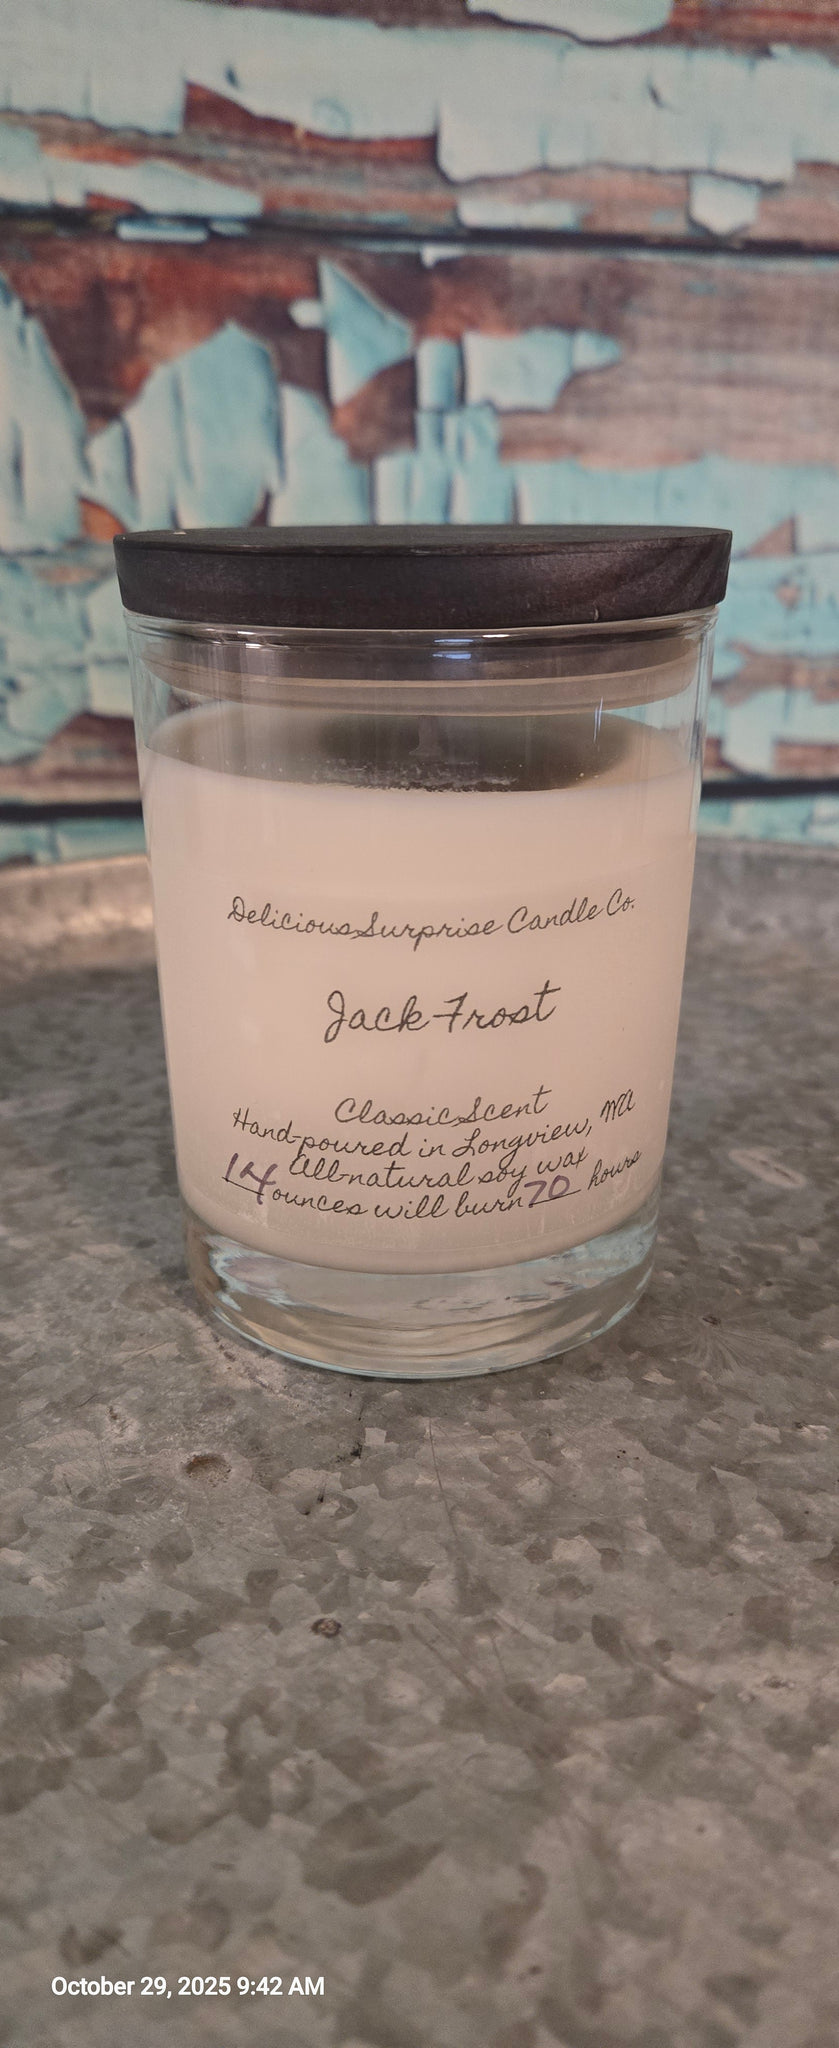 Delicious Surprise Candle Co.
Jack Frost
Classic Scent
Hand-poured in Longview, WA
All-natural soy wax
14 ounces will burn 70 hours
October 29, 2025 9:42 AM